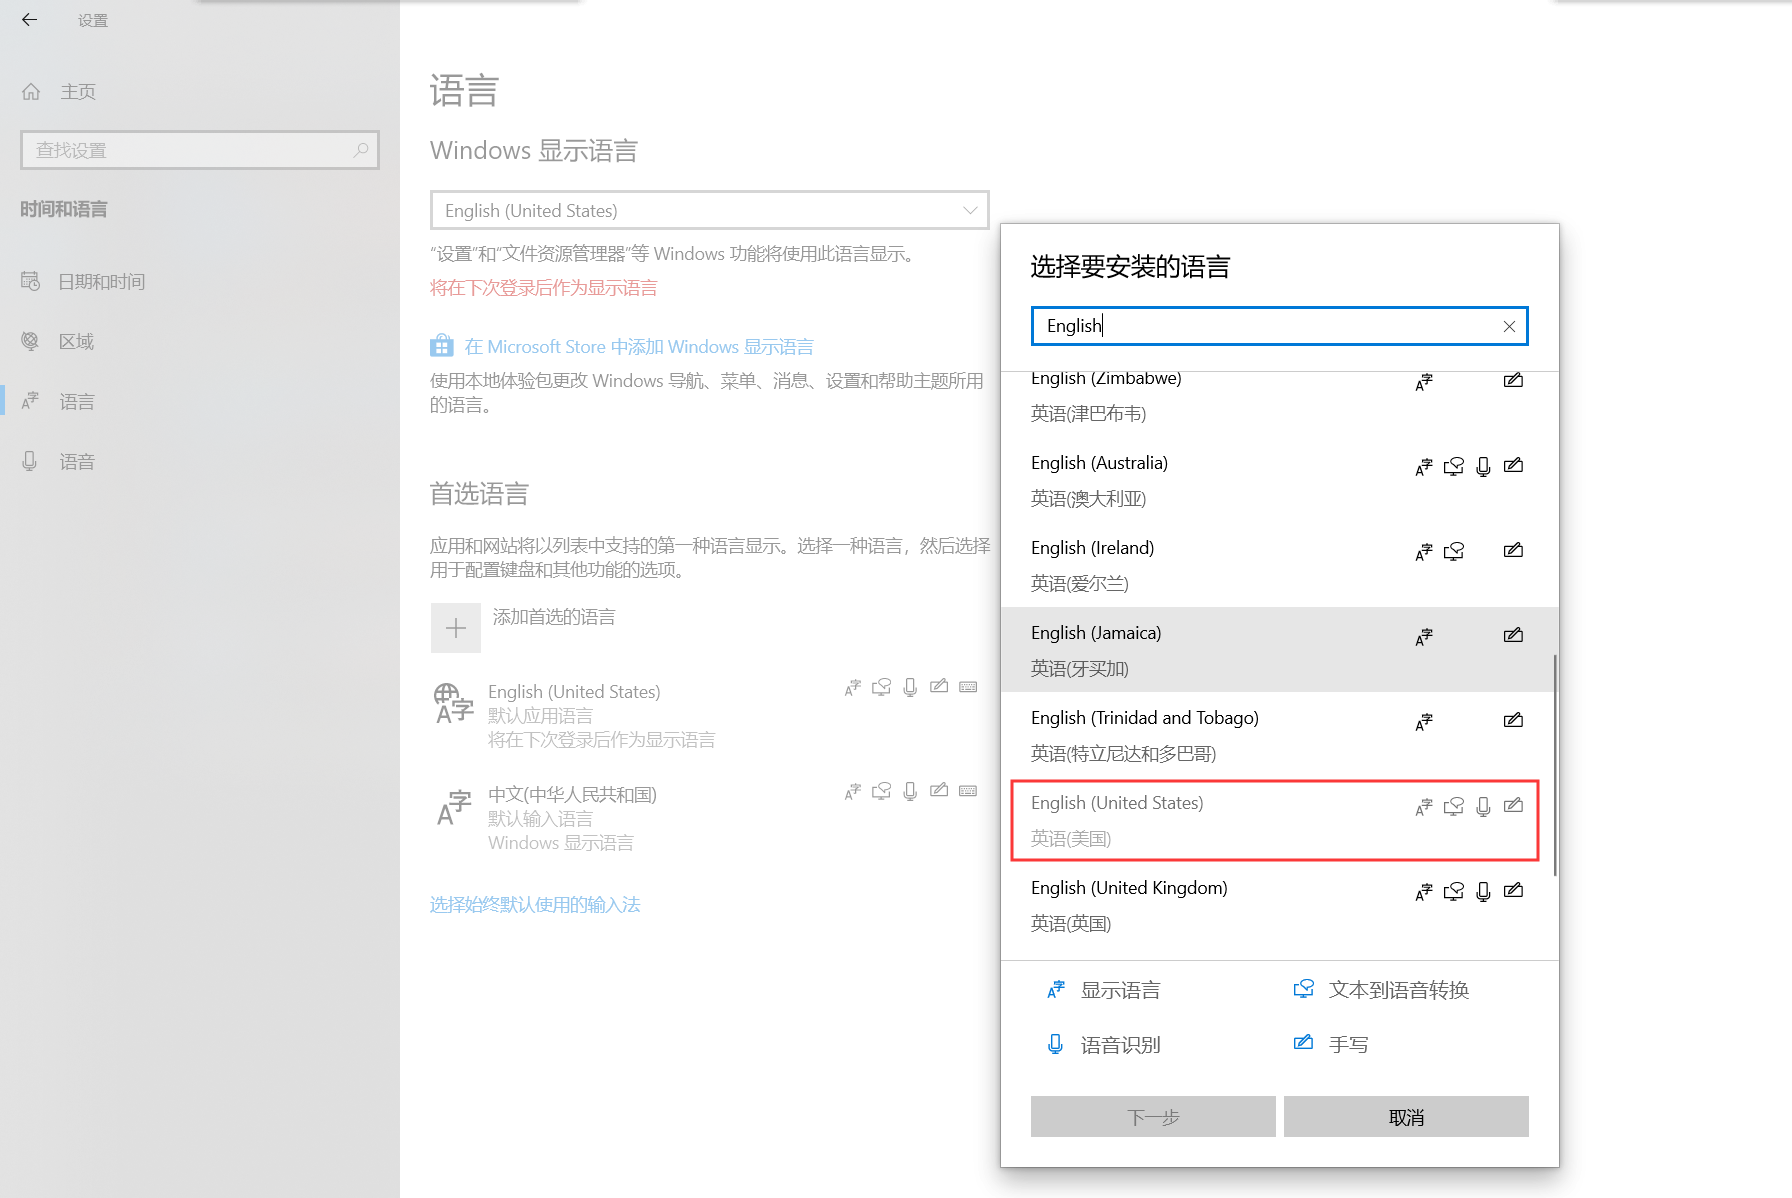 设置
主页
查找设置
时间和语言
日期和时间
区域
语言
语音
语言
Windows 显示语言
English (United States)
“设置”和“文件资源管理器”等 Windows 功能将使用此语言显示。
将在下次登录后作为显示语言
在 Microsoft Store 中添加 Windows 显示语言
使用本地体验包更改 Windows 导航、菜单、消息、设置和帮助主题所用
的语言。
首选语言
应用和网站将以列表中支持的第一种语言显示。选择一种语言，然后选择
用于配置键盘和其他功能的选项。
添加首选的语言
English (United States)
默认应用语言
将在下次登录后作为显示语言
中文(中华人民共和国)
默认输入语言
Windows 显示语言
选择始终默认使用的输入法
选择要安装的语言
English
English (Zimbabwe)
英语(津巴布韦)
English (Australia)
英语(澳大利亚)
English (Ireland)
英语(爱尔兰)
English (Jamaica)
英语(牙买加)
English (Trinidad and Tobago)
英语(特立尼达和多巴哥)
English (United States)
英语(美国)
English (United Kingdom)
英语(英国)
显示语言
文本到语音转换
语音识别
手写
下一步
取消